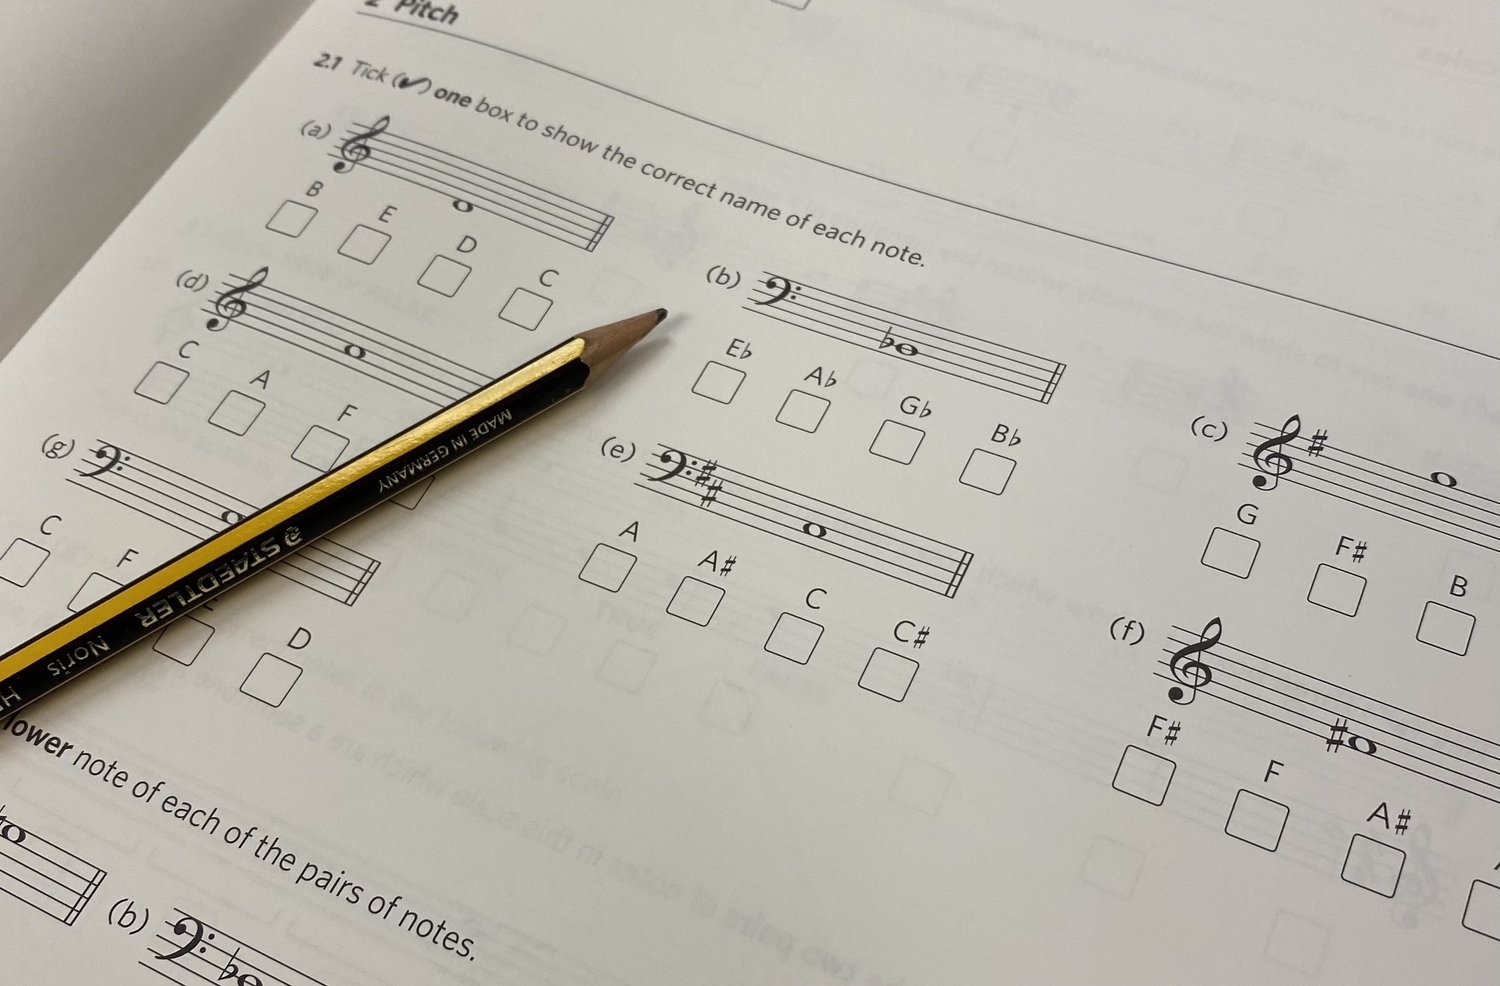 2 Pitch
2.1 Tick (✔) one box to show the correct name of each note.
(a)
B E D C
(b)
E♭ A♭ G♭ B♭
(c)
G F♯ B
(d)
C A F
(e)
A A♯ C C♯
(f)
F♯ F A♯
(g)
C F D
MADE IN GERMANY
STAEDTLER Noris H
lower note of each of the pairs of notes.
(b)